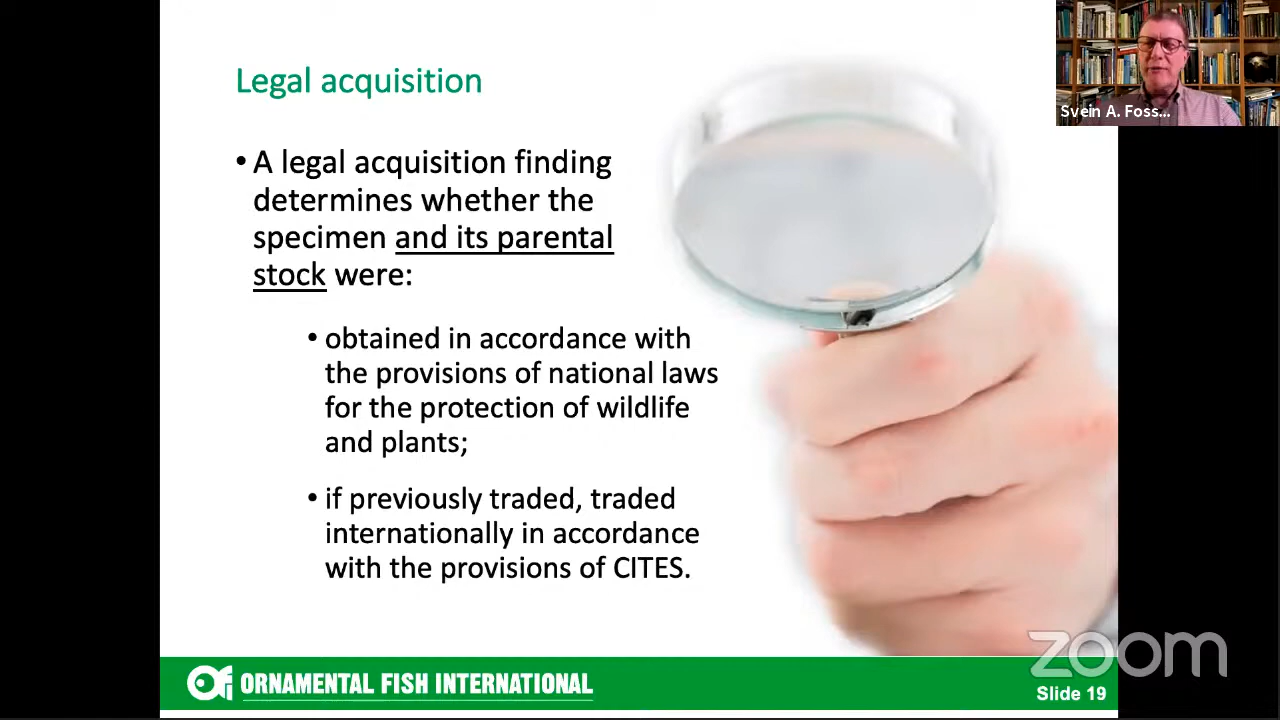 Legal acquisition
Svein A. Foss...
• A legal acquisition finding
determines whether the
specimen and its parental
stock were:
• obtained in accordance with
the provisions of national laws
for the protection of wildlife
and plants;
• if previously traded, traded
internationally in accordance
with the provisions of CITES.
zoom
ORNAMENTAL FISH INTERNATIONAL
Slide 19